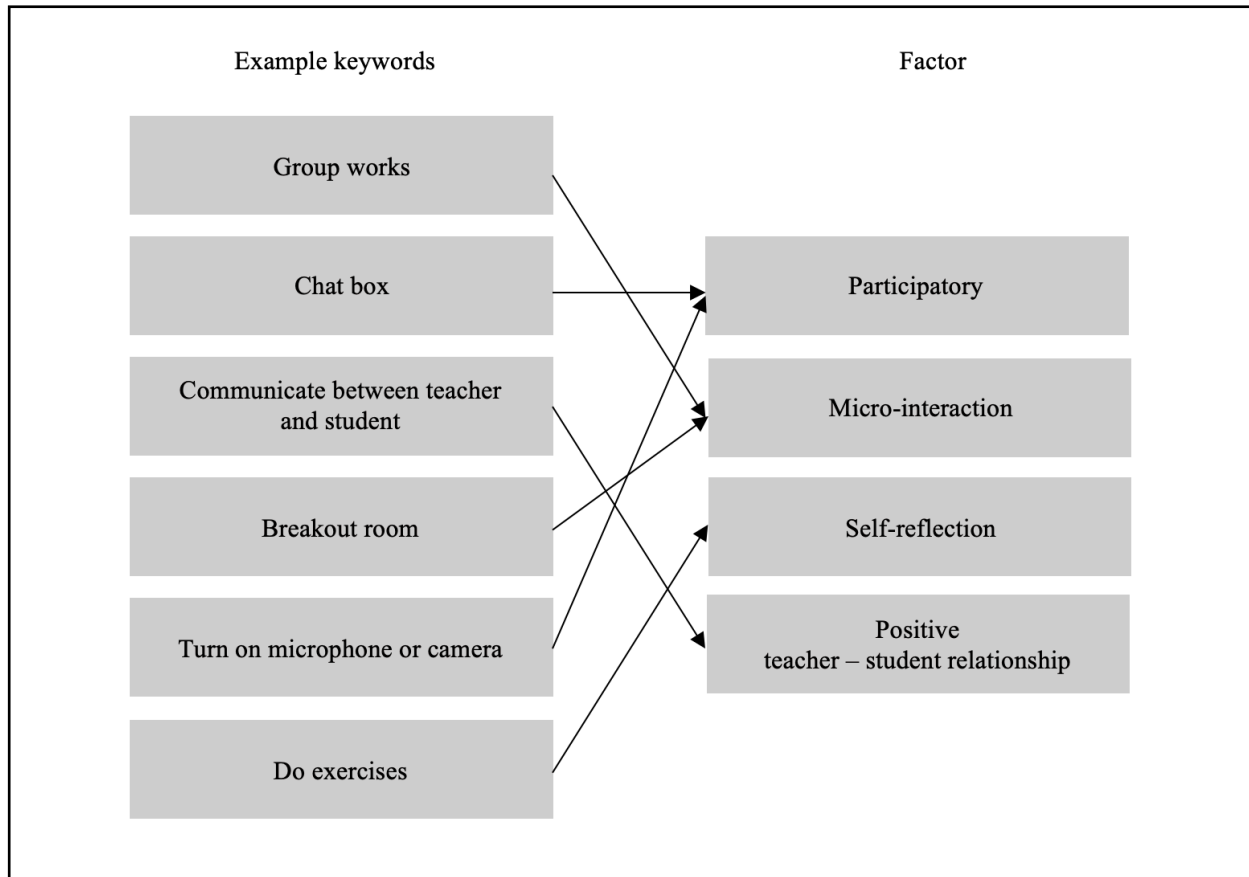 Example keywords
Factor
Group works
Chat box
Participatory
Communicate between teacher
and student
Micro-interaction
Breakout room
Self-reflection
Turn on microphone or camera
Positive
teacher – student relationship
Do exercises